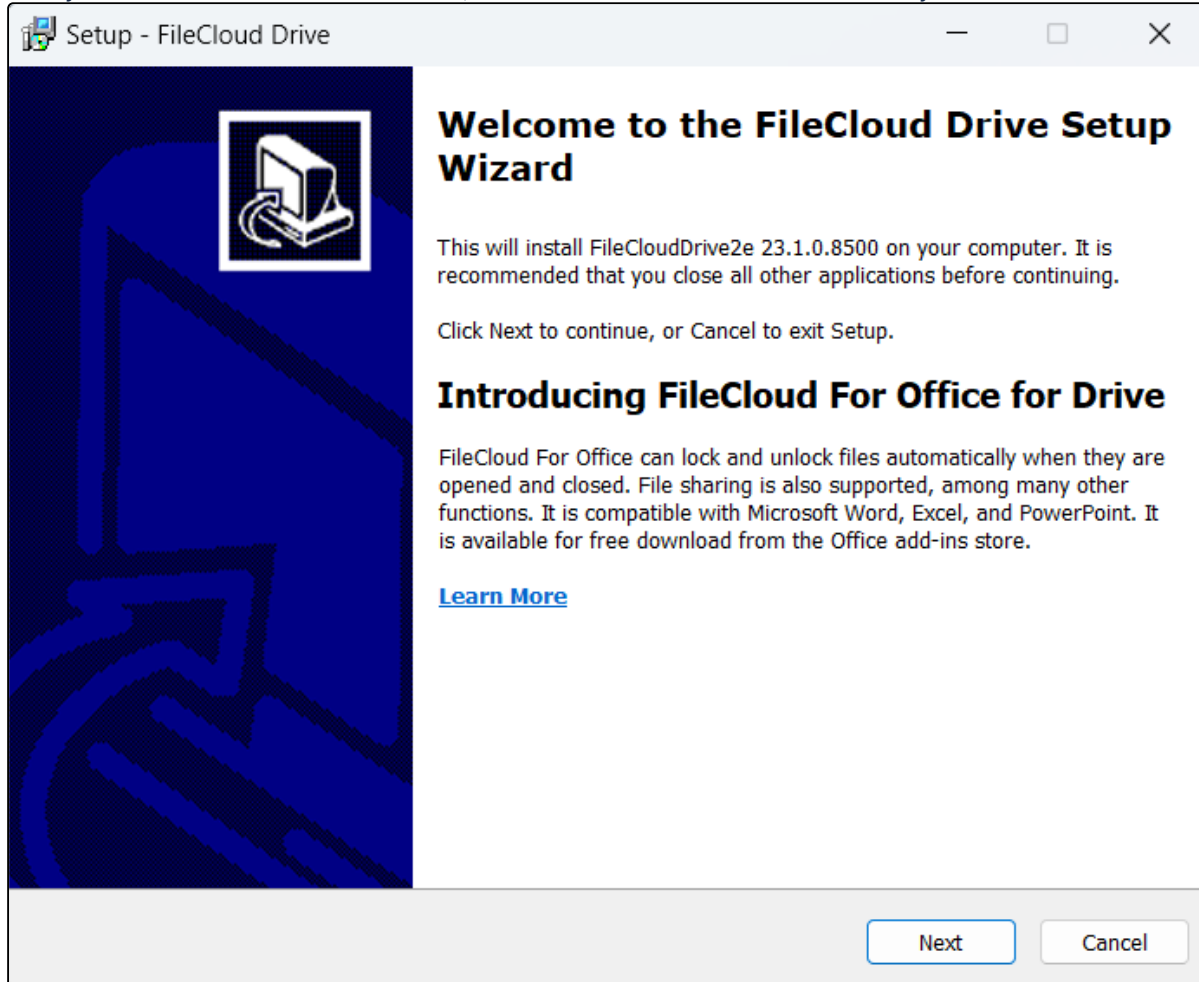 Setup - FileCloud Drive
Welcome to the FileCloud Drive Setup
Wizard
This will install FileCloudDrive2e 23.1.0.8500 on your computer. It is
recommended that you close all other applications before continuing.
Click Next to continue, or Cancel to exit Setup.
Introducing FileCloud For Office for Drive
FileCloud For Office can lock and unlock files automatically when they are
opened and closed. File sharing is also supported, among many other
functions. It is compatible with Microsoft Word, Excel, and PowerPoint. It
is available for free download from the Office add-ins store.
Learn More
Next
Cancel